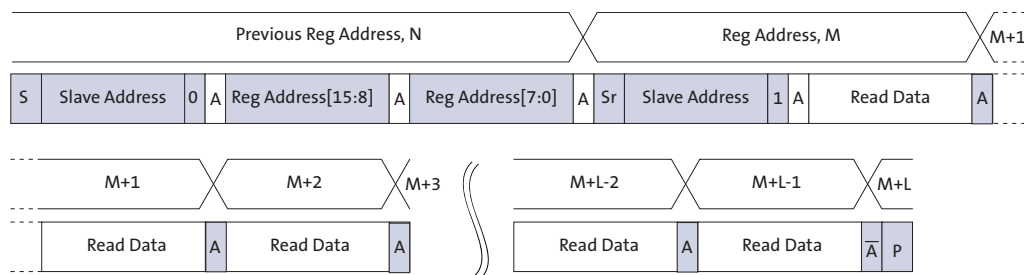 Previous Reg Address, N Reg Address, M M+1
S Slave Address 0 A Reg Address[15:8] A Reg Address[7:0] A Sr Slave Address 1 A Read Data A
M+1 M+2 M+3 M+L-2 M+L-1 M+L
Read Data A Read Data A Read Data A Read Data A̅ P